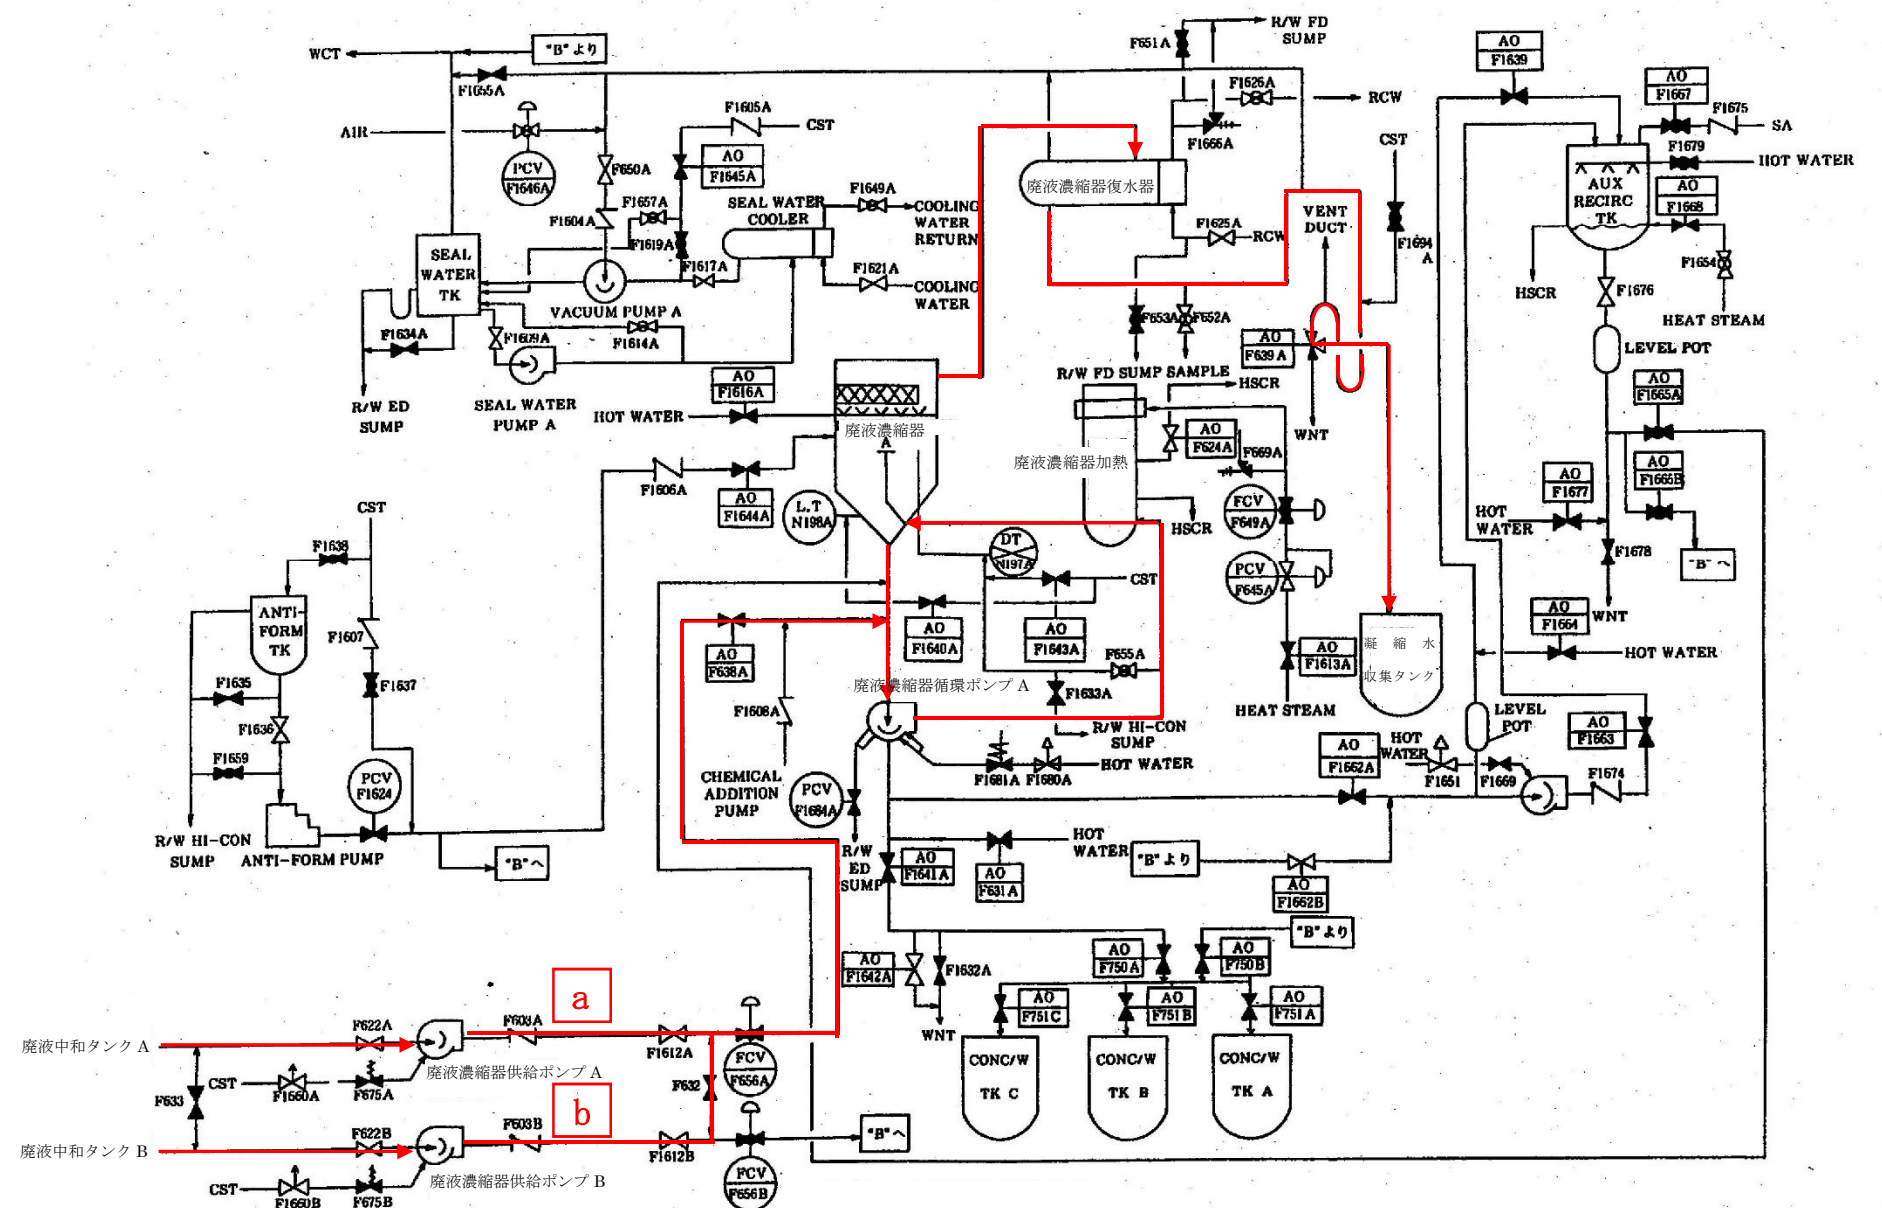 WCT
"B"より
F1655A
AIR
PCV
F1646A
F650A
F1604A
F1605A
CST
AO
F1645A
F1657A
F1619A
SEAL WATER
COOLER
F1649A
COOLING
WATER
RETURN
F1617A
F1621A
COOLING
WATER
SEAL
WATER
TK
VACUUM PUMP A
F1634A
F1609A
F1614A
R/W ED
SUMP
SEAL WATER
PUMP A
F651A
R/W FD
SUMP
F1626A
RCW
F1666A
廃液濃縮器復水器
F1625A
RCW
F653A
F652A
R/W FD SUMP SAMPLE
VENT
DUCT
AO
F639A
WNT
CST
F1694
A
AO
F1639
AO
F1667
F1675
SA
F1679
HOT WATER
AUX
RECIRC
TK
AO
F1668
F1654
HSCR
F1676
HEAT STEAM
LEVEL POT
AO
F1665A
AO
F1665B
AO
F1677
HOT
WATER
F1678
"B"へ
WNT
AO
F1664
HOT WATER
AO
F1616A
HOT WATER
廃液濃縮器
A
F1606A
AO
F1644A
L.T
N198A
廃液濃縮器加熱
HSCR
AO
F624A
F669A
HSCR
FCV
F649A
PCV
F645A
AO
F1613A
HEAT STEAM
凝縮水
収集タンク
DT
N197A
CST
AO
F1640A
AO
F1643A
F655A
AO
F638A
F1608A
CHEMICAL
ADDITION
PUMP
廃液濃縮器循環ポンプ A
F1633A
R/W HI-CON
SUMP
F1681A
F1680A
HOT WATER
PCV
F1684A
R/W
ED
SUMP
AO
F1641A
AO
F631A
HOT
WATER
AO
F1662A
HOT
WATER
F1651
F1669
LEVEL
POT
AO
F1663
F1674
"B"より
AO
F1662B
CST
F1638
ANTI-
FORM
TK
F1607
F1635
F1637
F1636
F1659
PCV
F1624
R/W HI-CON
SUMP
ANTI-FORM PUMP
"B"へ
AO
F1642A
F1632A
WNT
AO
F750A
AO
F750B
"B"より
AO
F751C
AO
F751B
AO
F751A
CONC/W
TK C
CONC/W
TK B
CONC/W
TK A
a
F603A
F622A
廃液中和タンク A
廃液濃縮器供給ポンプ A
CST
F1660A
F675A
F633
F1612A
FCV
F656A
F632
b
F603B
F622B
廃液中和タンク B
廃液濃縮器供給ポンプ B
CST
F1660B
F675B
F1612B
FCV
F656B
"B"へ